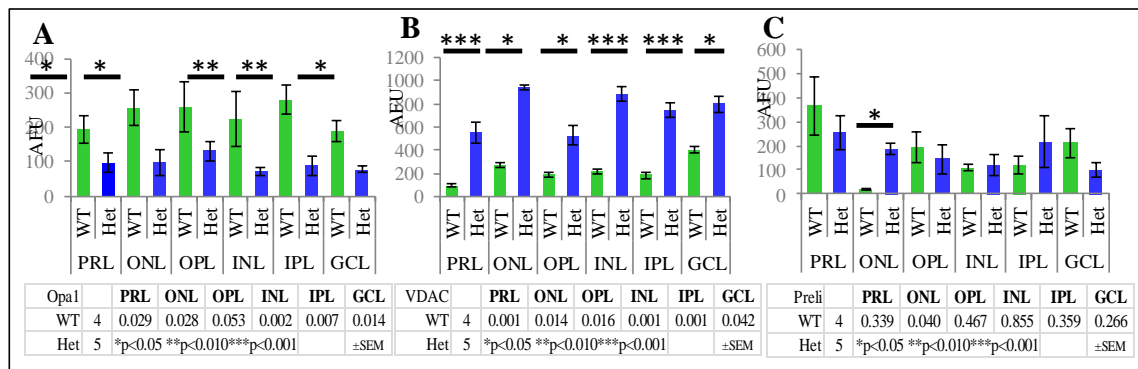 A
* * ** ** *
400
300
200
100
0
AFU
WT Het WT Het WT Het WT Het WT Het WT Het
PRL ONL OPL INL IPL GCL
Opa1 PRL ONL OPL INL IPL GCL
WT 4 0.029 0.028 0.053 0.002 0.007 0.014
Het 5 *p<0.05 **p<0.010***p<0.001 ±SEM
B
*** * * *** *** *
1200
1000
800
600
400
200
0
AFU
WT Het WT Het WT Het WT Het WT Het WT Het
PRL ONL OPL INL IPL GCL
VDAC PRL ONL OPL INL IPL GCL
WT 4 0.001 0.014 0.016 0.001 0.001 0.042
Het 5 *p<0.05 **p<0.010***p<0.001 ±SEM
C
*
600
500
400
300
200
100
0
AFU
WT Het WT Het WT Het WT Het WT Het WT Het
PRL ONL OPL INL IPL GCL
Preli PRL ONL OPL INL IPL GCL
WT 4 0.339 0.040 0.467 0.855 0.359 0.266
Het 5 *p<0.05 **p<0.010***p<0.001 ±SEM